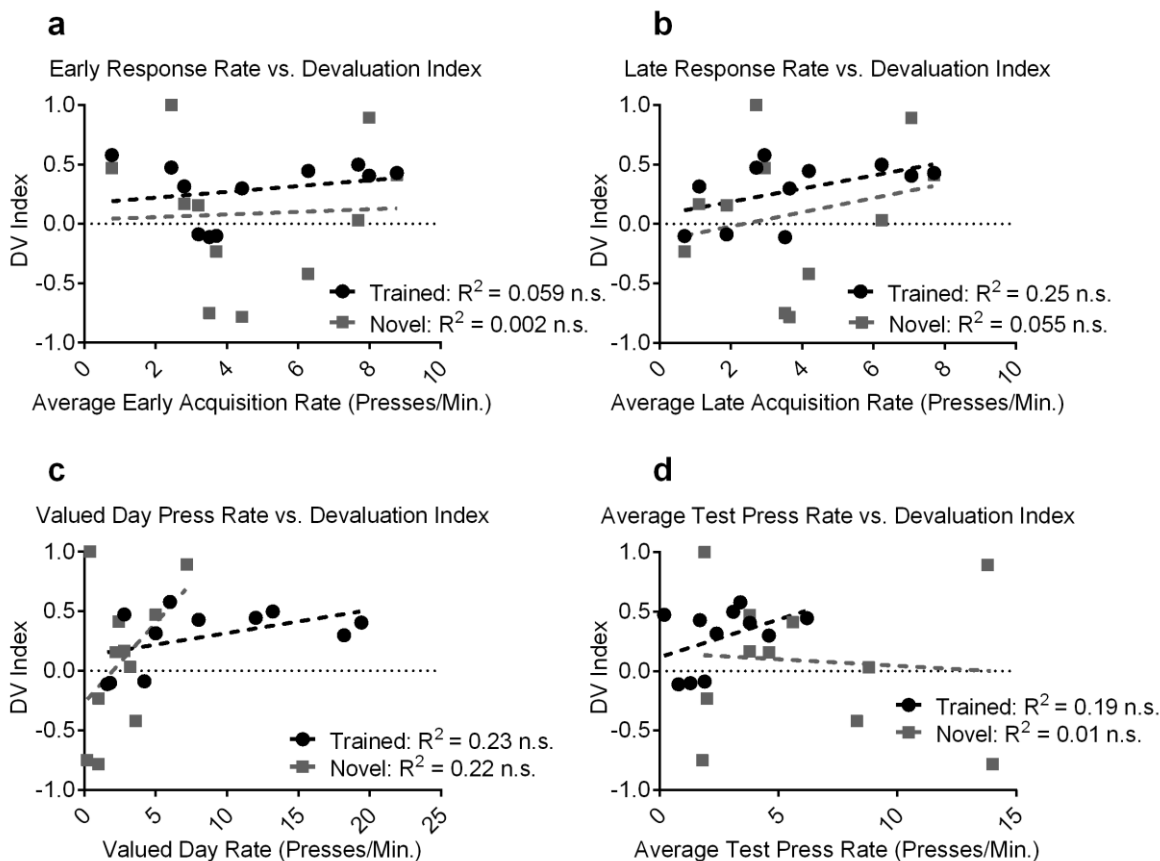 a
Early Response Rate vs. Devaluation Index
DV Index
1.0
0.5
0.0
-0.5
-1.0
Trained: R² = 0.059 n.s.
Novel: R² = 0.002 n.s.
0 2 4 6 8 10
Average Early Acquisition Rate (Presses/Min.)
b
Late Response Rate vs. Devaluation Index
DV Index
1.0
0.5
0.0
-0.5
-1.0
Trained: R² = 0.25 n.s.
Novel: R² = 0.055 n.s.
0 2 4 6 8 10
Average Late Acquisition Rate (Presses/Min.)
c
Valued Day Press Rate vs. Devaluation Index
DV Index
1.0
0.5
0.0
-0.5
-1.0
Trained: R² = 0.23 n.s.
Novel: R² = 0.22 n.s.
0 5 10 15 20 25
Valued Day Rate (Presses/Min.)
d
Average Test Press Rate vs. Devaluation Index
DV Index
1.0
0.5
0.0
-0.5
-1.0
Trained: R² = 0.19 n.s.
Novel: R² = 0.01 n.s.
0 5 10 15
Average Test Press Rate (Presses/Min.)